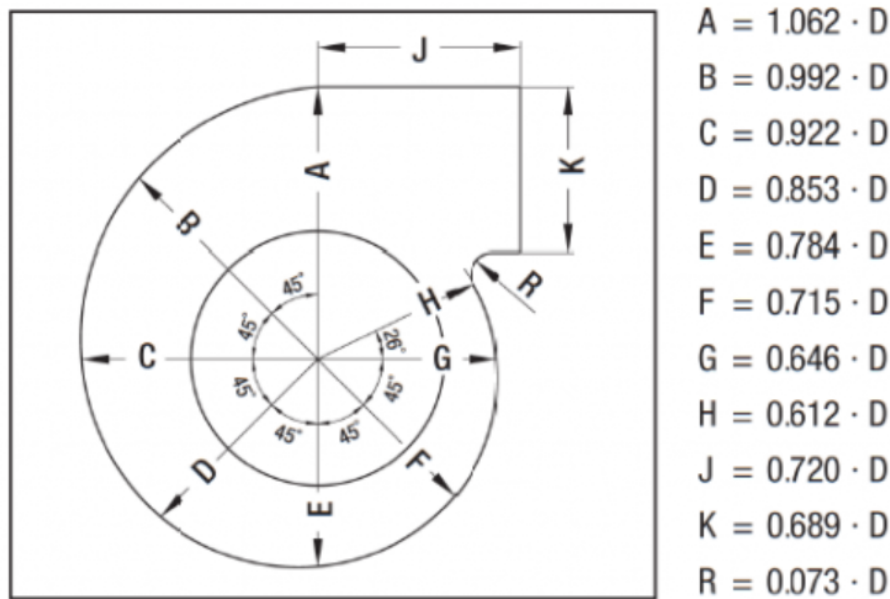 J
A
K
B
R
H
45°
45°
26°
C
G
45°
45°
45°
45°
D
F
E
A = 1.062 · D
B = 0.992 · D
C = 0.922 · D
D = 0.853 · D
E = 0.784 · D
F = 0.715 · D
G = 0.646 · D
H = 0.612 · D
J = 0.720 · D
K = 0.689 · D
R = 0.073 · D